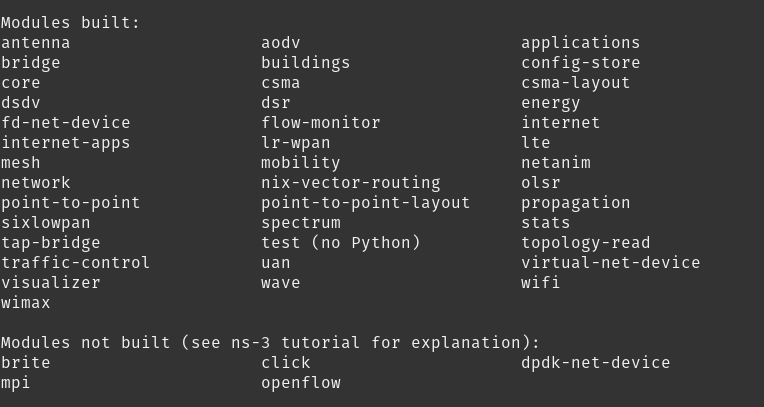 Modules built:
antenna                   aodv                      applications
bridge                    buildings                 config-store
core                      csma                      csma-layout
dsdv                      dsr                       energy
fd-net-device             flow-monitor              internet
internet-apps             lr-wpan                   lte
mesh                      mobility                  netanim
network                   nix-vector-routing        olsr
point-to-point            point-to-point-layout     propagation
sixlowpan                 spectrum                  stats
tap-bridge                test (no Python)          topology-read
traffic-control           uan                       virtual-net-device
visualizer                wave                      wifi
wimax

Modules not built (see ns-3 tutorial for explanation):
brite                     click                     dpdk-net-device
mpi                       openflow